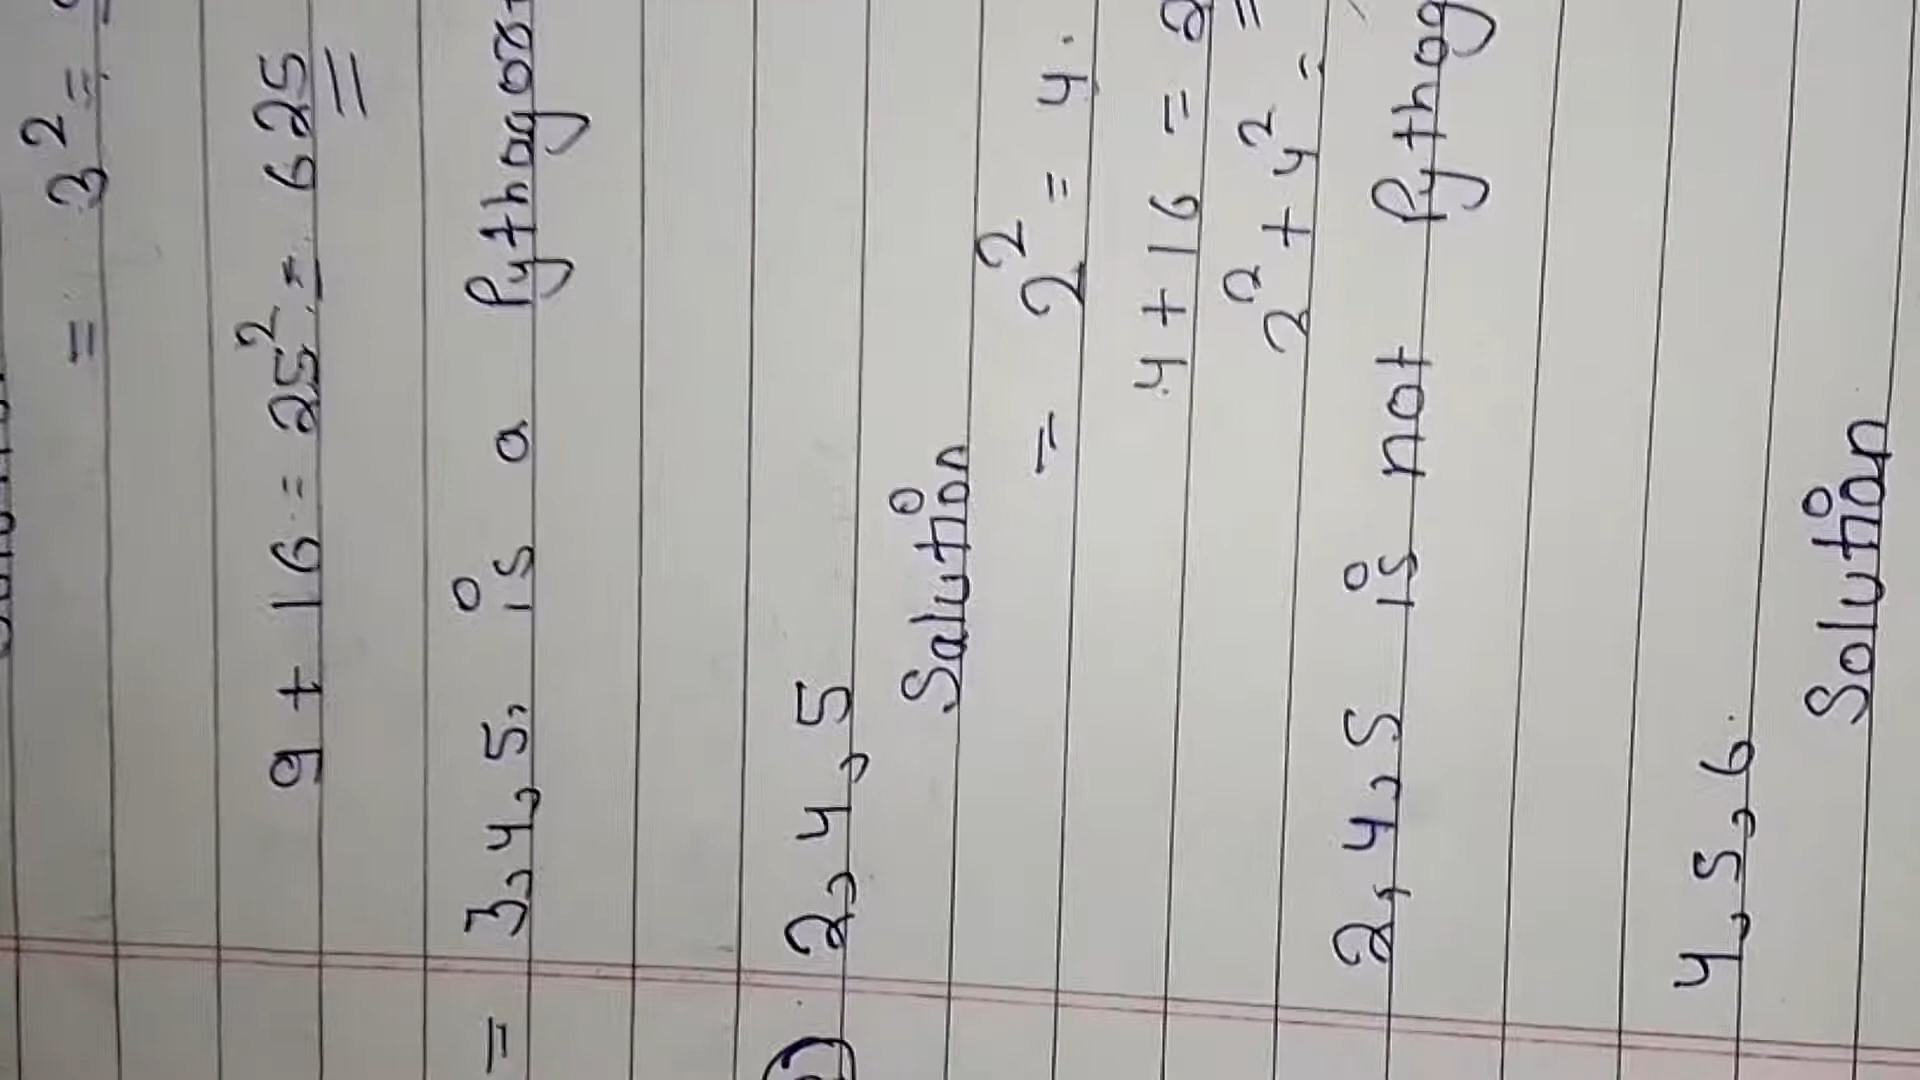 = 3² =
9 + 16 = 25² = 625
= 3, 4, 5, is a Pythagor
2, 4, 5
Solution
= 2² = 4.
4 + 16 = 2
2² + 4² =
2, 4, 5 is not Pythag
4, 5, 6.
Solution